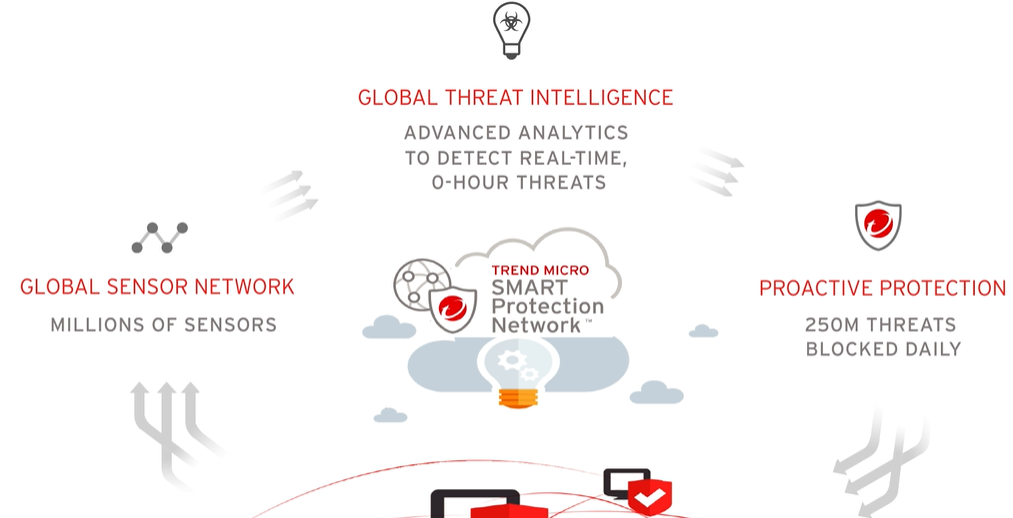 GLOBAL THREAT INTELLIGENCE
ADVANCED ANALYTICS
TO DETECT REAL-TIME,
0-HOUR THREATS
GLOBAL SENSOR NETWORK
MILLIONS OF SENSORS
TREND MICRO
SMART
Protection
Network™
PROACTIVE PROTECTION
250M THREATS
BLOCKED DAILY